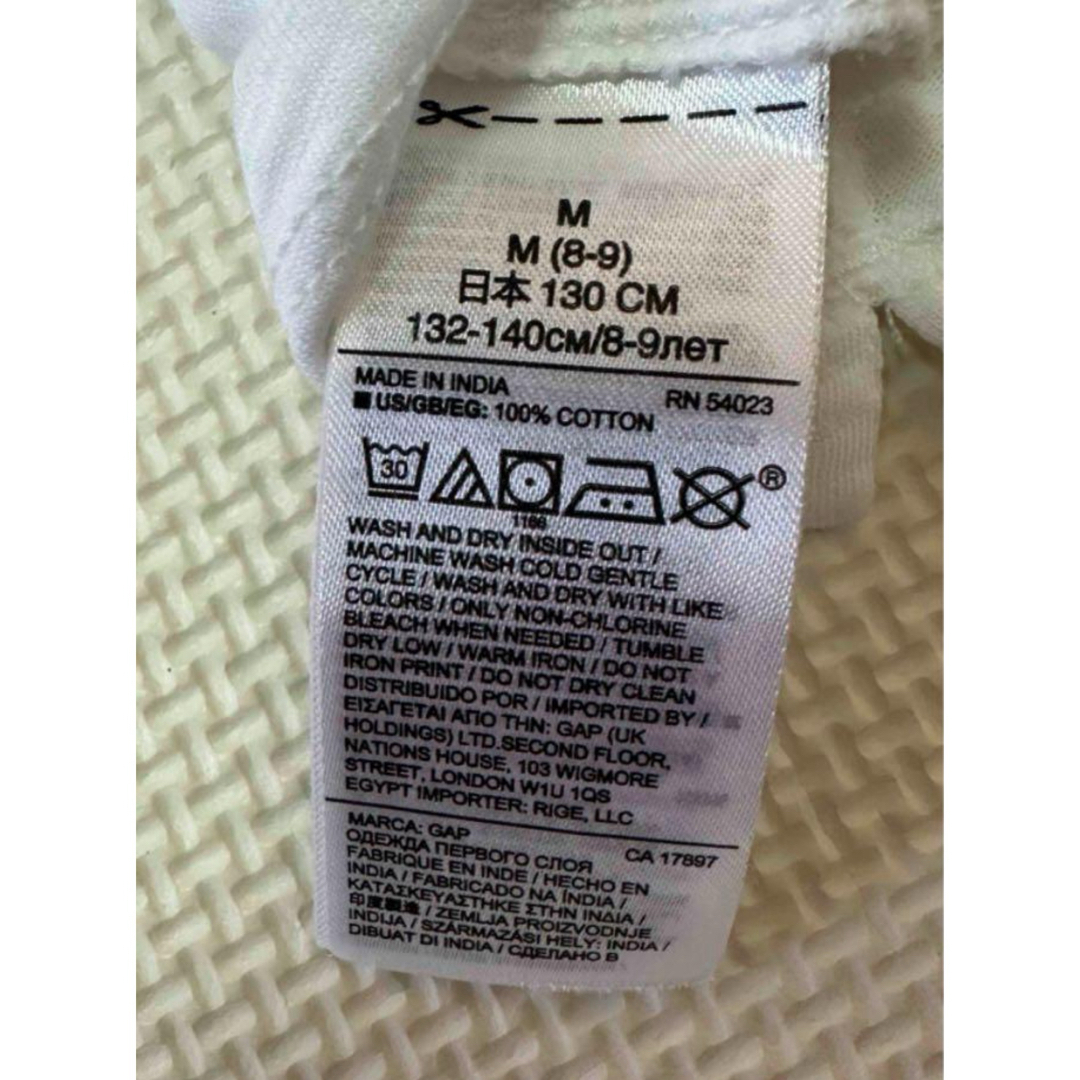 M
M (8-9)
日本 130 CM
132-140см/8-9лет
MADE IN INDIA
RN 54023
US/GB/EG: 100% COTTON
30
®
1166
WASH AND DRY INSIDE OUT /
MACHINE WASH COLD GENTLE
CYCLE / WASH AND DRY WITH LIKE
COLORS / ONLY NON-CHLORINE
BLEACH WHEN NEEDED / TUMBLE
DRY LOW / WARM IRON / DO NOT
IRON PRINT / DO NOT DRY CLEAN
DISTRIBUIDO POR / IMPORTED BY /
ΕΙΣΑΓΕΤΑΙ ΑΠΟ ΤΗΝ: GAP (UK
HOLDINGS) LTD.SECOND FLOOR,
NATIONS HOUSE, 103 WIGMORE
STREET, LONDON W1U 1QS
EGYPT IMPORTER: RIGE, LLC
MARCA: GAP
CA 17897
ОДЕЖДА ПЕРВОГО СЛОЯ
FABRIQUE EN INDE / HECHO EN
INDIA / FABRICADO NA ÍNDIA /
ΚΑΤΑΣΚΕΥΑΣΤΗΚΕ ΣΤΗΝ ΙΝΔΙΑ /
印度製造 / ZEMLJA PROIZVODNJE
INDIJA / SZÁRMAZÁSI HELY: INDIA /
DIBUAT DI INDIA / СДЕЛАНО В